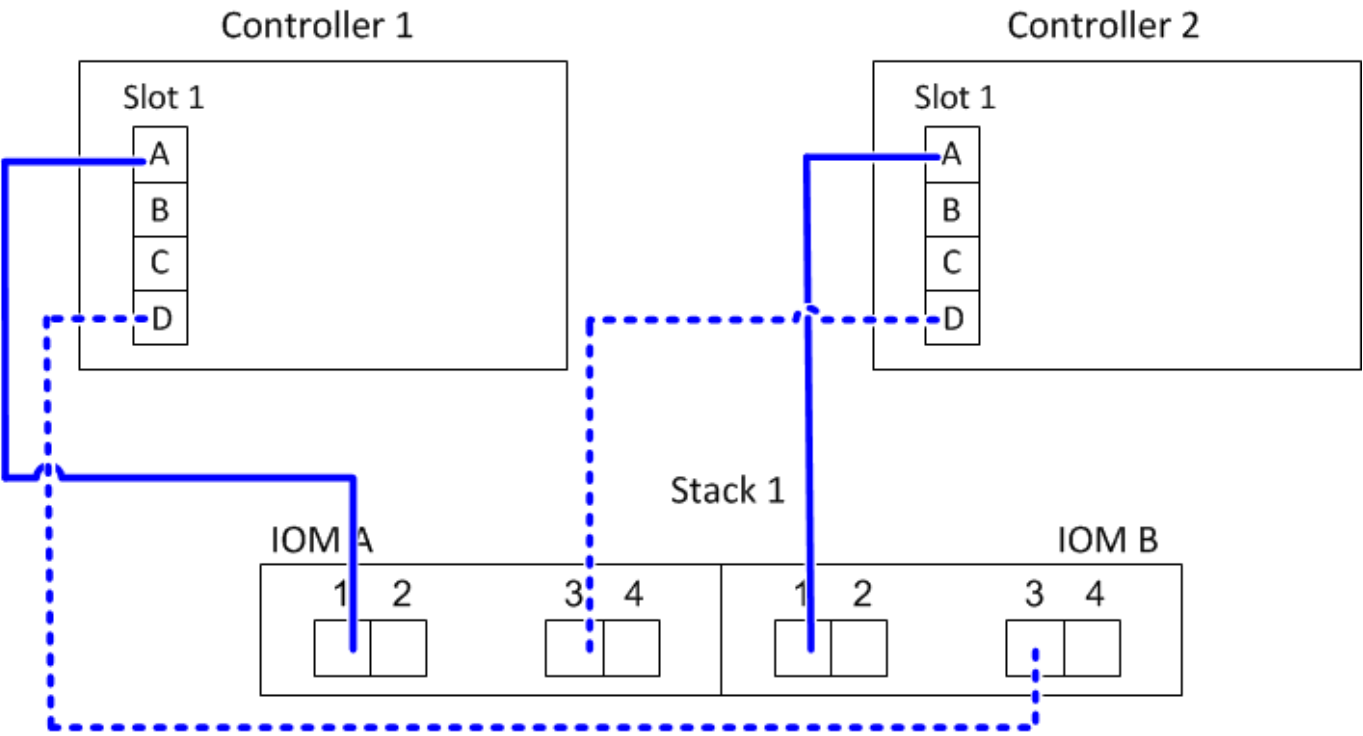 Controller 1
Controller 2
Slot 1
Slot 1
A
A
B
B
C
C
D
D
Stack 1
IOM A
IOM B
1 2 3 4 1 2 3 4